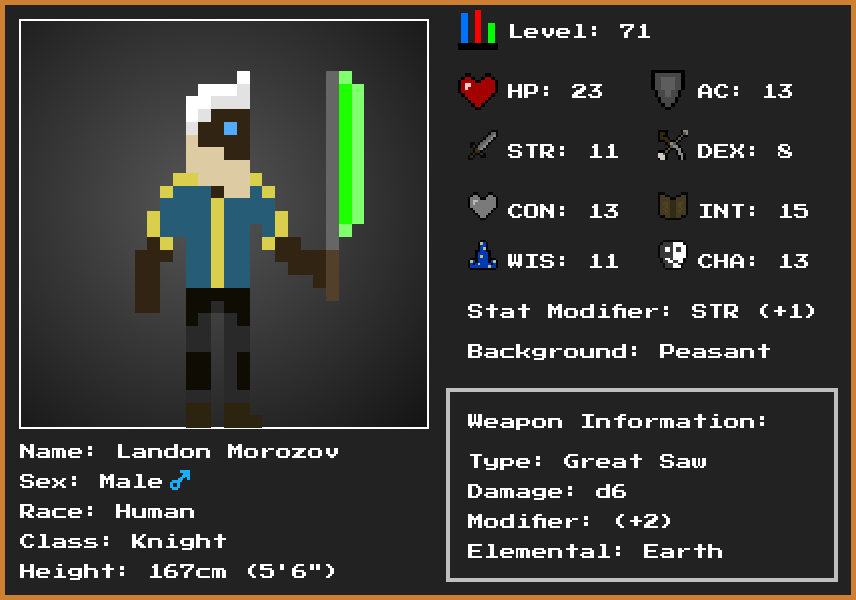 Level: 71
HP: 23 AC: 13
STR: 11 DEX: 8
CON: 13 INT: 15
WIS: 11 CHA: 13
Stat Modifier: STR (+1)
Background: Peasant
Weapon Information:
Type: Great Saw
Damage: d6
Modifier: (+2)
Elemental: Earth
Name: Landon Morozov
Sex: Male ♂
Race: Human
Class: Knight
Height: 167cm (5'6")